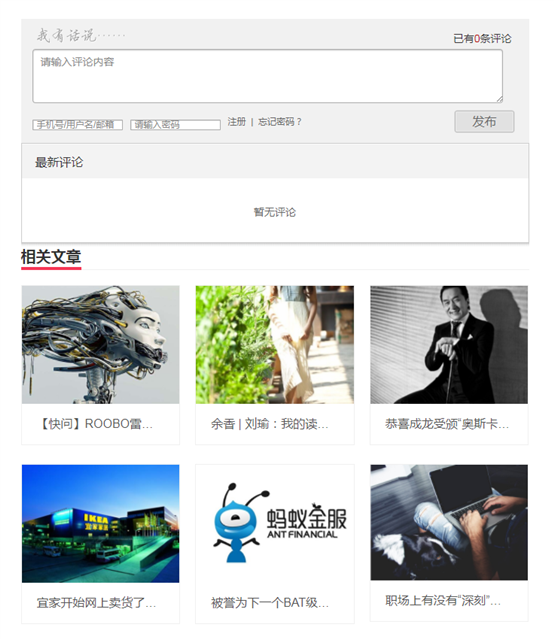 我有话说······
已有0条评论
请输入评论内容
手机号/用户名/邮箱 请输入密码 注册 | 忘记密码？ 发布
最新评论
暂无评论
相关文章
【快问】ROOBO雷...
余香 | 刘瑜：我的读...
恭喜成龙受颁“奥斯卡...
IKEA
宜家家居
蚂蚁金服
ANT FINANCIAL
宜家开始网上卖货了...
被誉为下一个BAT级...
职场上有没有“深刻”...